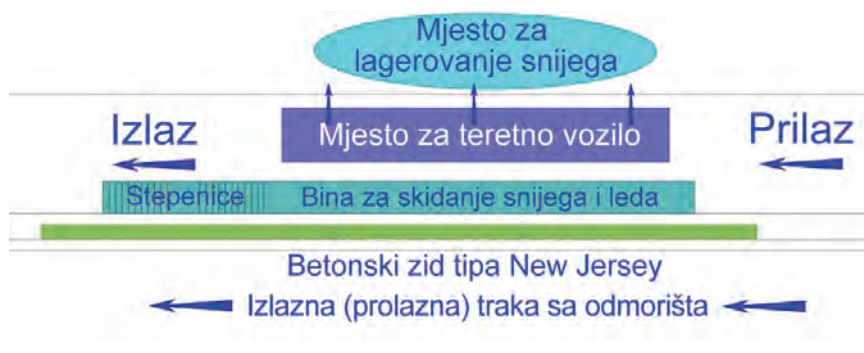 Mjesto za
lagerovanje snijega
Izlaz
Mjesto za teretno vozilo
Prilaz
Stepenice
Bina za skidanje snijega i leda
Betonski zid tipa New Jersey
Izlazna (prolazna) traka sa odmorišta